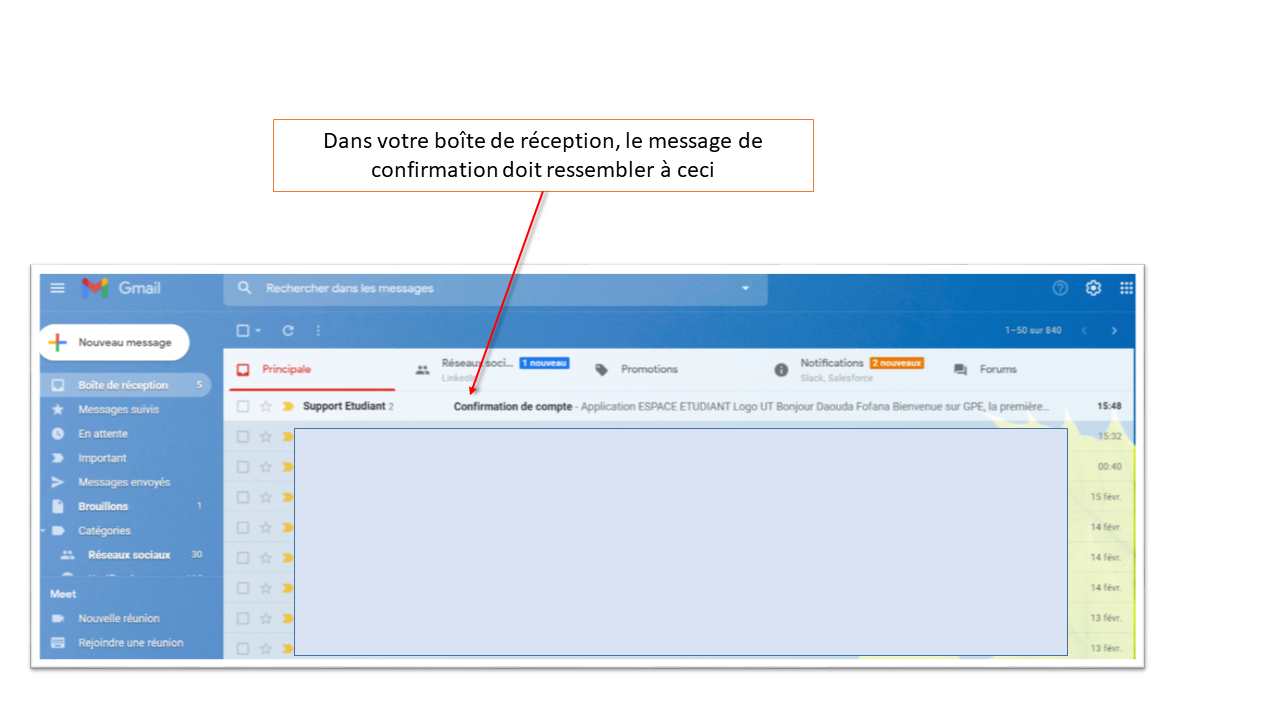 Dans votre boîte de réception, le message de
confirmation doit ressembler à ceci
Gmail
Rechercher dans les messages
Nouveau message
1–50 sur 840
Principale
Réseaux soci... 1 nouveau
LinkedIn
Promotions
Notifications 2 nouveaux
Slack, Salesforce
Forums
Boîte de réception 5
Support Etudiant 2 Confirmation de compte - Application ESPACE ETUDIANT Logo UT Bonjour Daouda Fofana Bienvenue sur GPE, la première... 15:48
Messages suivis
En attente
15:32
Important
00:40
Messages envoyés
15 févr.
Brouillons 1
14 févr.
Catégories
Réseaux sociaux 30
14 févr.
14 févr.
Meet
Nouvelle réunion
13 févr.
Rejoindre une réunion
13 févr.